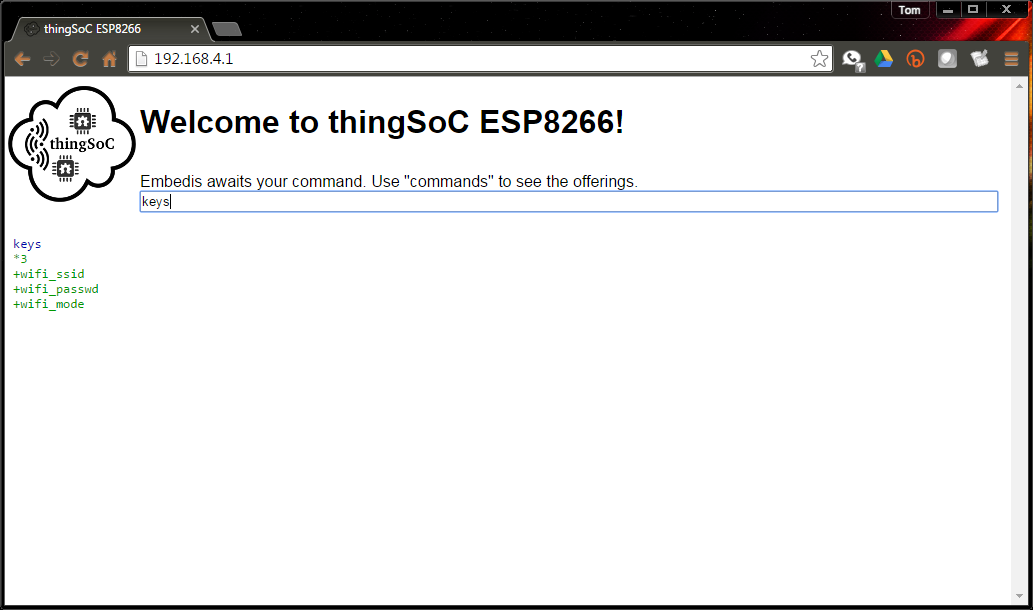 Tom
thingSoC ESP8266
192.168.4.1
thingSoC
Welcome to thingSoC ESP8266!
Embedis awaits your command. Use "commands" to see the offerings.
keys
keys
*3
+wifi_ssid
+wifi_passwd
+wifi_mode